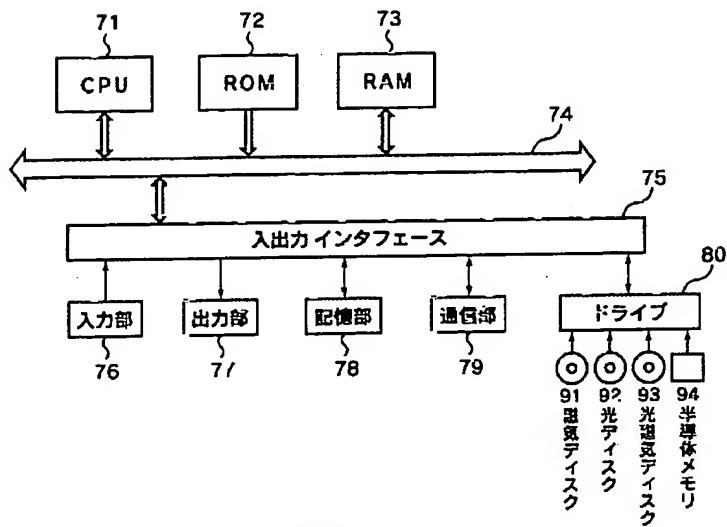 71
72
73
CPU
ROM
RAM
74
75
入出力インタフェース
80
入力部
出力部
記憶部
通信部
ドライブ
76
77
78
79
91
92
93
94
磁気ディスク
光ディスク
光磁気ディスク
半導体メモリ